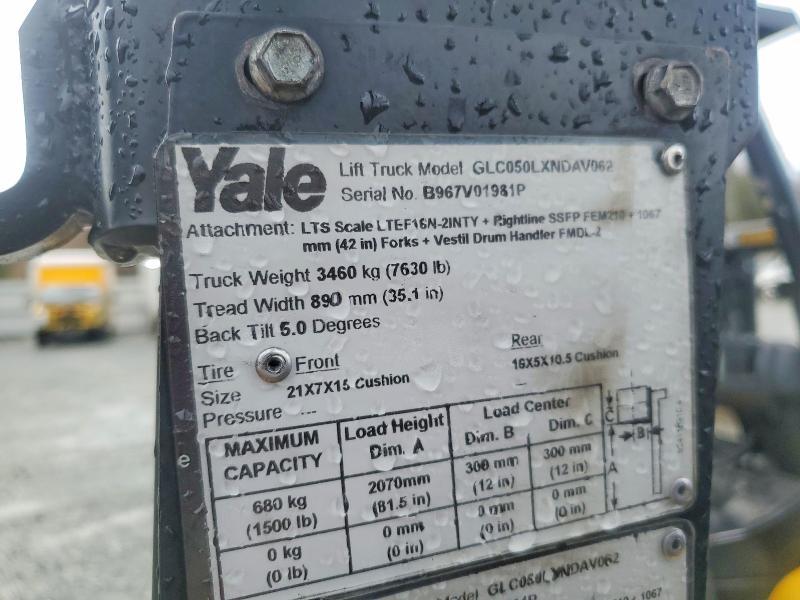 Yale
Lift Truck Model GLC050LXNDAV062
Serial No. B967V01981P
Attachment: LTS Scale LTEF16N-2INTY + Rightline SSFP FEM210 + 1067
mm (42 in) Forks + Vestil Drum Handler FMDL-2
Truck Weight 3460 kg (7630 lb)
Tread Width 890 mm (35.1 in)
Back Tilt 5.0 Degrees
Tire Front Rear
Size 21X7X15 Cushion 16X5X10.5 Cushion
Pressure ---
MAXIMUM CAPACITY Load Height Dim. A Load Center Dim. B Dim. C
680 kg (1500 lb) 2070mm (81.5 in) 300 mm (12 in) 300 mm (12 in)
0 kg (0 lb) 0 mm (0 in) 0 mm (0 in) 0 mm (0 in)
C
B
A
e
Model GLC050LXNDAV062
+ 1067